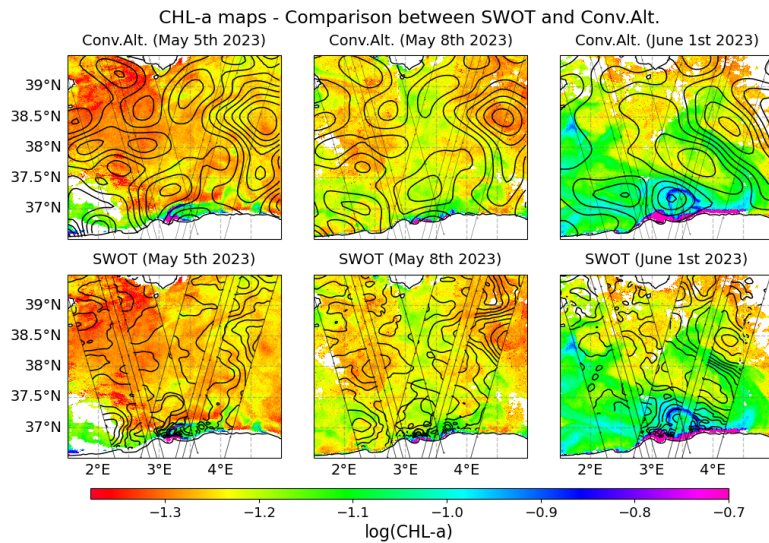 CHL-a maps - Comparison between SWOT and Conv.Alt.
Conv.Alt. (May 5th 2023) Conv.Alt. (May 8th 2023) Conv.Alt. (June 1st 2023)
39°N
38.5°N
38°N
37.5°N
37°N
SWOT (May 5th 2023) SWOT (May 8th 2023) SWOT (June 1st 2023)
39°N
38.5°N
38°N
37.5°N
37°N
2°E 3°E 4°E 2°E 3°E 4°E 2°E 3°E 4°E
−1.3 −1.2 −1.1 −1.0 −0.9 −0.8 −0.7
log(CHL-a)